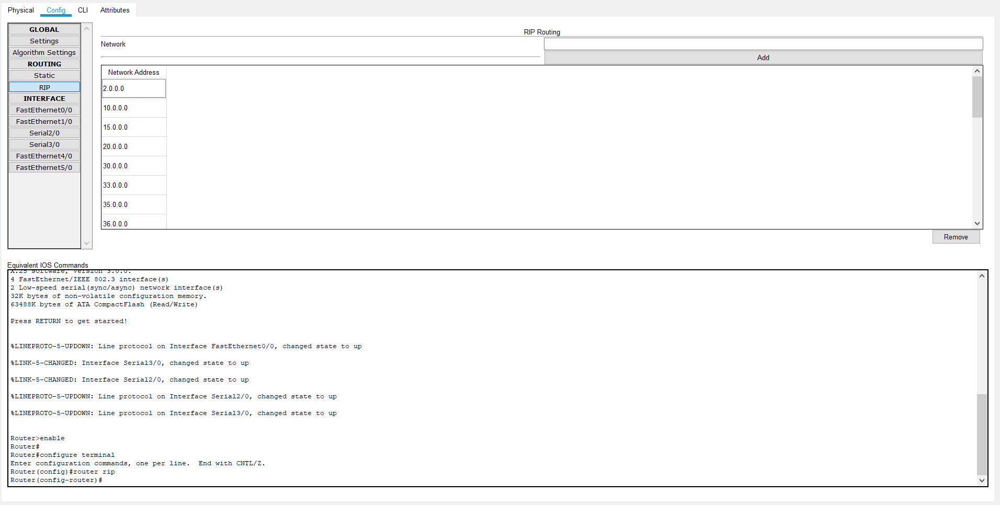 Physical Config CLI Attributes
GLOBAL
Settings
Algorithm Settings
ROUTING
Static
RIP
INTERFACE
FastEthernet0/0
FastEthernet1/0
Serial2/0
Serial3/0
FastEthernet4/0
FastEthernet5/0
RIP Routing
Network
Add
Network Address
2.0.0.0
10.0.0.0
15.0.0.0
20.0.0.0
30.0.0.0
33.0.0.0
35.0.0.0
36.0.0.0
Remove
Equivalent IOS Commands
X.25 software, Version 3.0.0.
4 FastEthernet/IEEE 802.3 interface(s)
2 Low-speed serial(sync/async) network interface(s)
32K bytes of non-volatile configuration memory.
63488K bytes of ATA CompactFlash (Read/Write)
Press RETURN to get started!
%LINEPROTO-5-UPDOWN: Line protocol on Interface FastEthernet0/0, changed state to up
%LINK-5-CHANGED: Interface Serial3/0, changed state to up
%LINK-5-CHANGED: Interface Serial2/0, changed state to up
%LINEPROTO-5-UPDOWN: Line protocol on Interface Serial2/0, changed state to up
%LINEPROTO-5-UPDOWN: Line protocol on Interface Serial3/0, changed state to up
Router>enable
Router#
Router#configure terminal
Enter configuration commands, one per line.  End with CNTL/Z.
Router(config)#router rip
Router(config-router)#